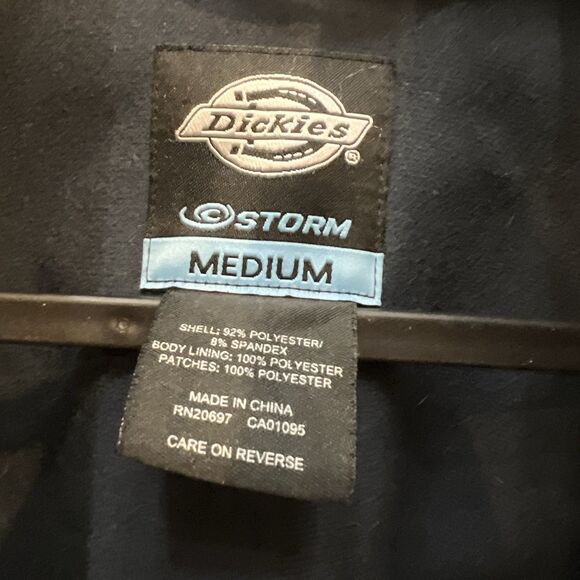 Dickies
®
STORM
MEDIUM
SHELL: 92% POLYESTER/
8% SPANDEX
BODY LINING: 100% POLYESTER
PATCHES: 100% POLYESTER
MADE IN CHINA
RN20697 CA01095
CARE ON REVERSE